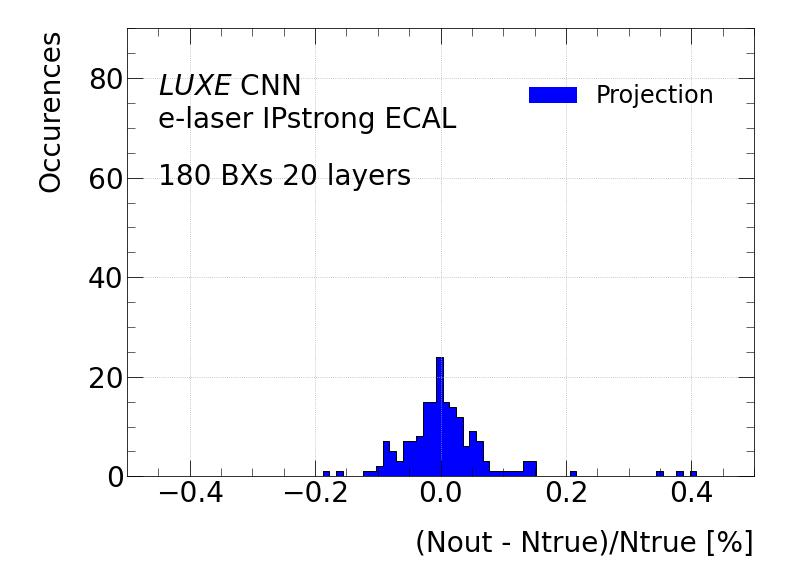 Occurences
80
60
40
20
0
LUXE CNN
e-laser IPstrong ECAL
180 BXs 20 layers
Projection
−0.4 −0.2 0.0 0.2 0.4
(Nout - Ntrue)/Ntrue [%]